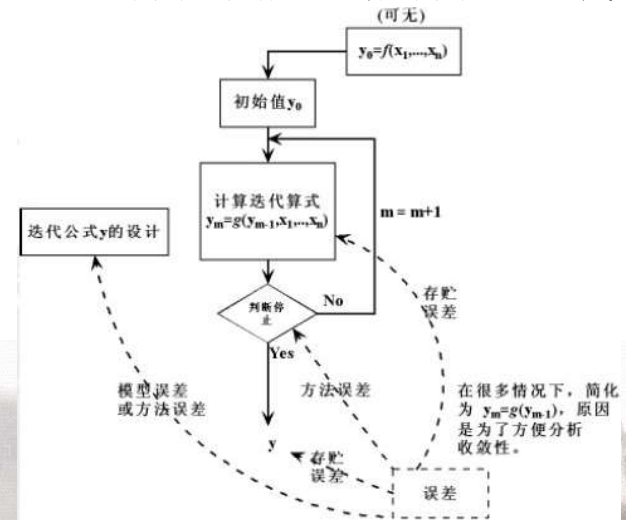 (可无)
y₀=f(x₁,...,xₙ)
初始值y₀
计算迭代算式
yₘ=g(yₘ₋₁,x₁,..,xₙ)
m = m+1
迭代公式y的设计
判断停
止
No
Yes
存贮
误差
模型误差
或方法误差
方法误差
在很多情况下，简化
为 yₘ=g(yₘ₋₁)，原因
是为了方便分析
收敛性。
y
存贮
误差
误差